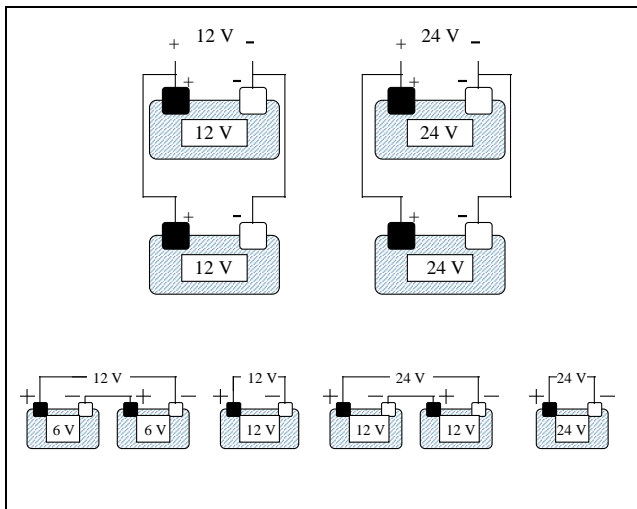 + 12 V -
+ 24 V -
+ -
+ -
12 V
24 V
+ -
+ -
12 V
24 V
12 V
12 V
24 V
24 V
+ - + -
+ -
+ - + -
+ -
6 V
6 V
12 V
12 V
12 V
24 V